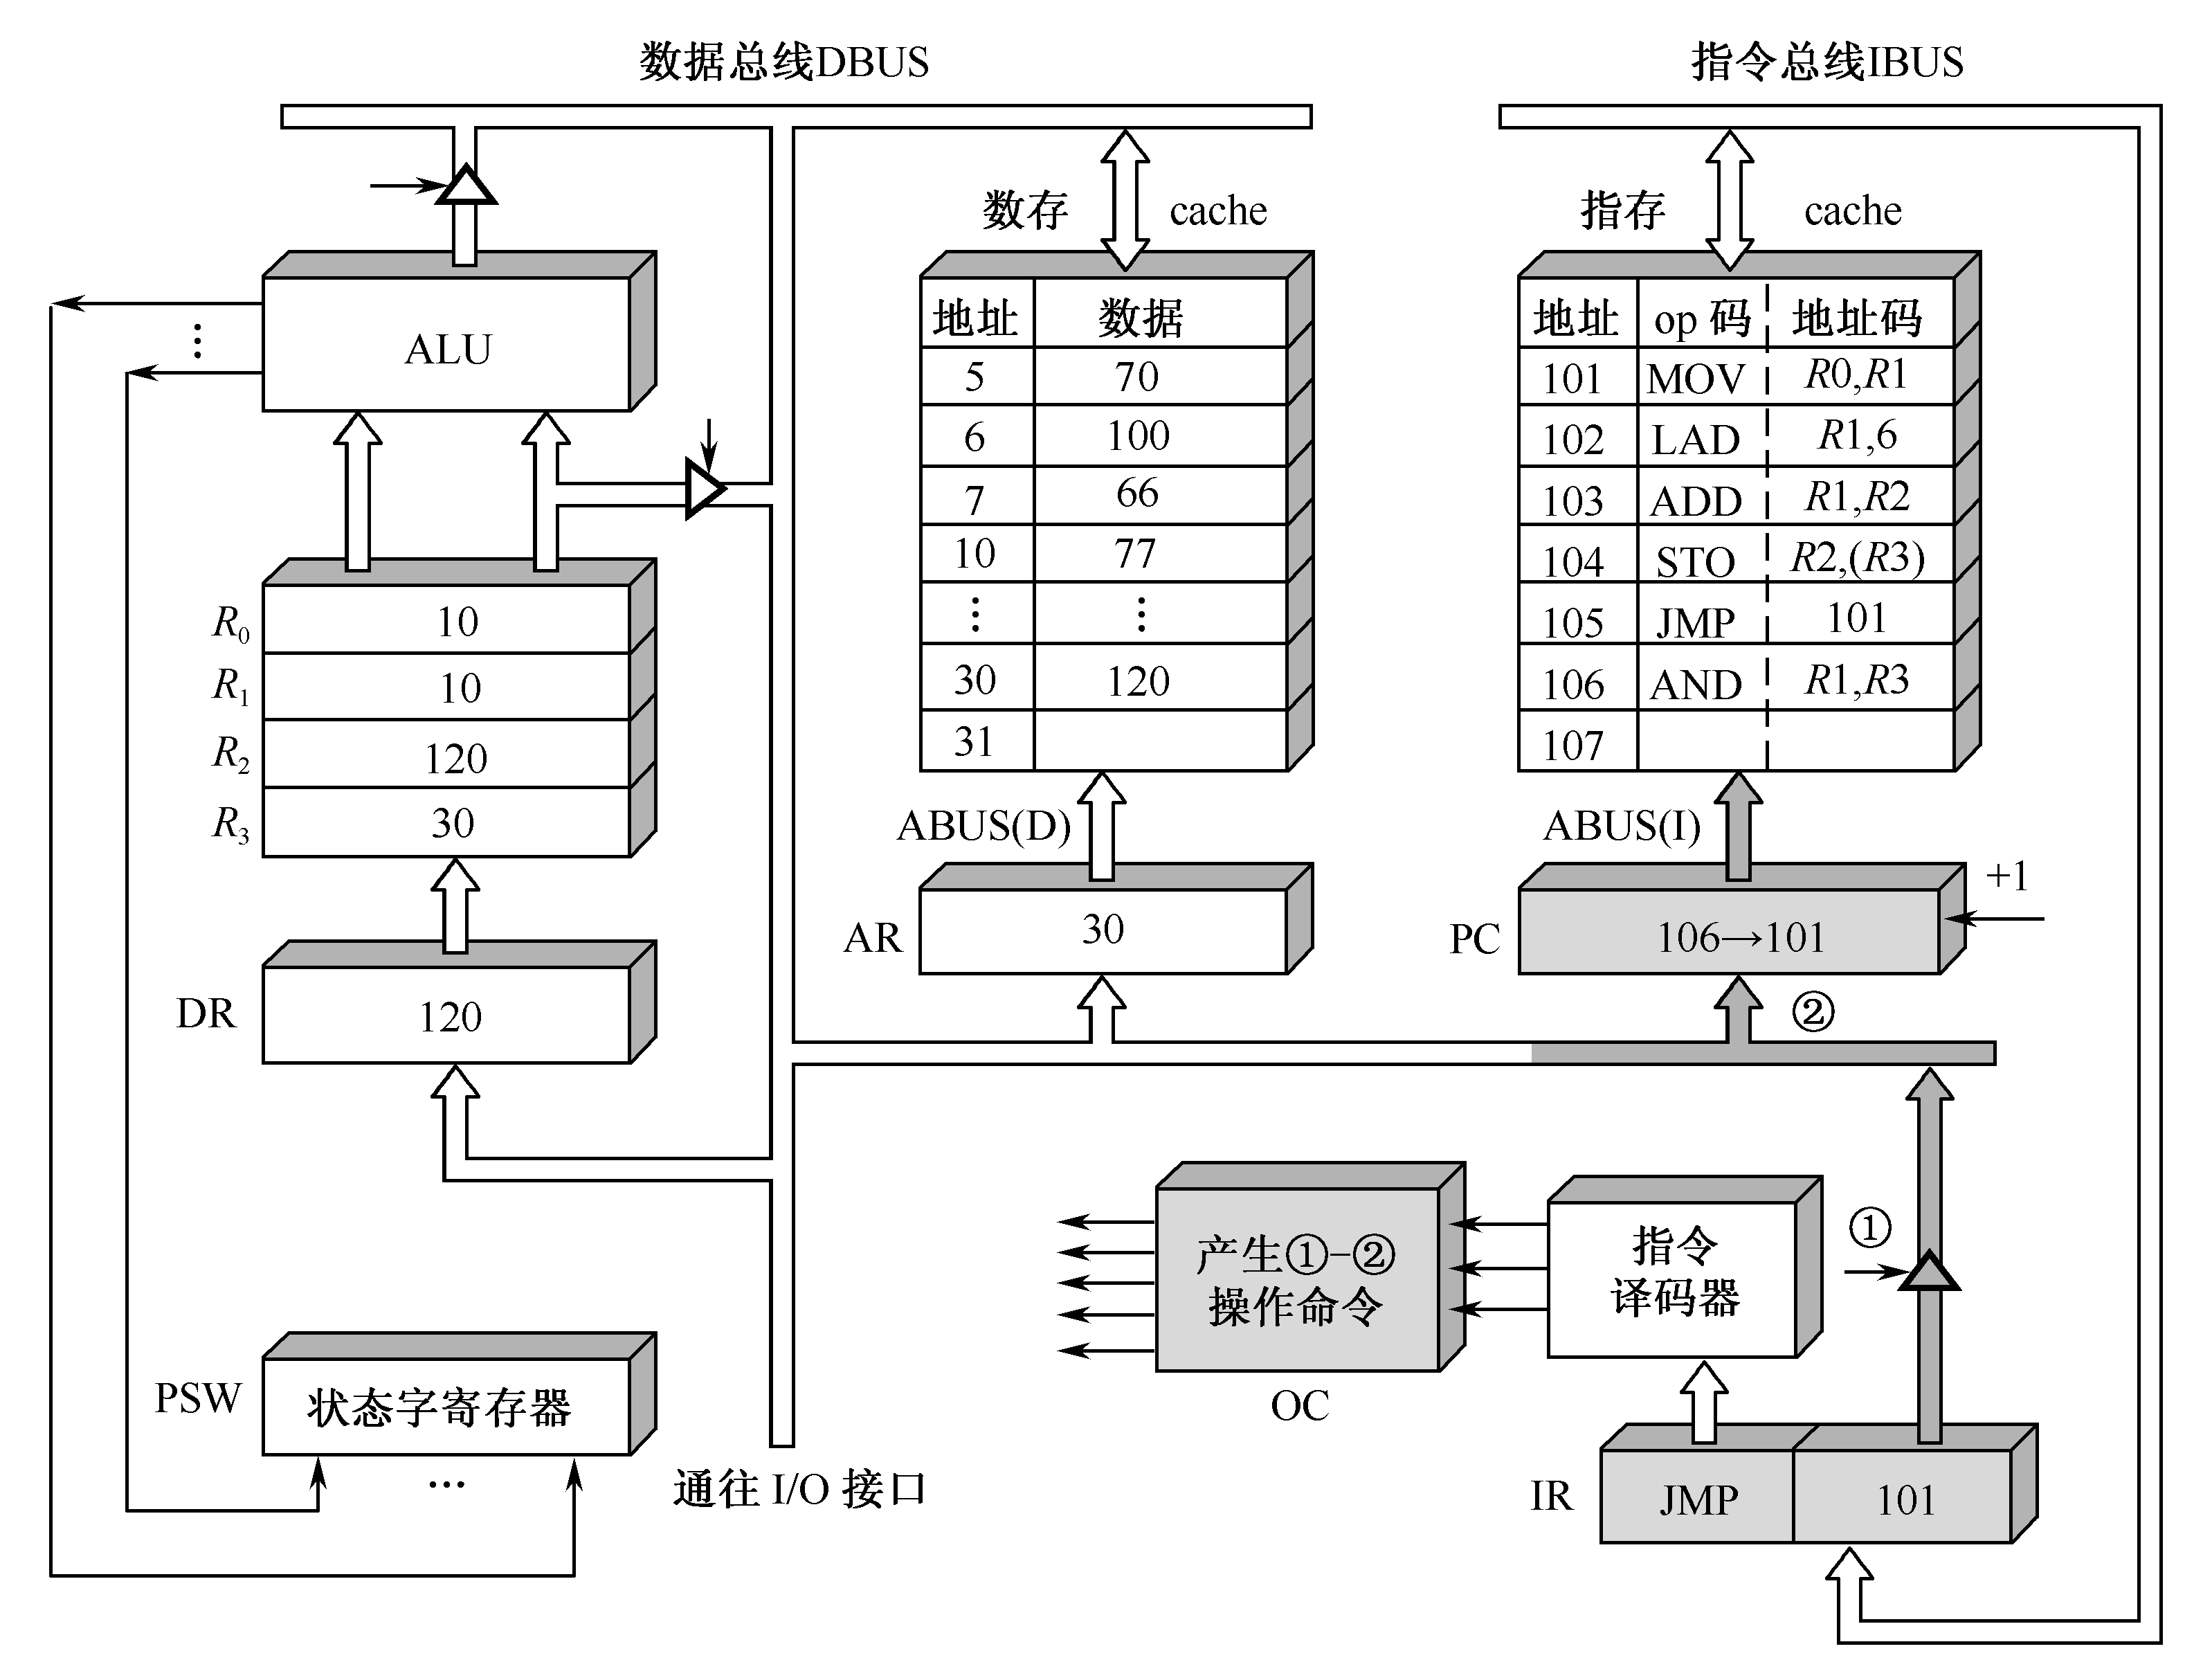 数据总线DBUS
指令总线IBUS
数存 cache
指存 cache
ALU
⋮
地址 数据
5 70
6 100
7 66
10 77
⋮ ⋮
30 120
31
地址 op 码 地址码
101 MOV R0,R1
102 LAD R1,6
103 ADD R1,R2
104 STO R2,(R3)
105 JMP 101
106 AND R1,R3
107
R₀ 10
R₁ 10
R₂ 120
R₃ 30
ABUS(D)
ABUS(I)
AR 30
PC 106→101
+1
②
DR 120
产生①-②
操作命令
OC
指令
译码器
①
PSW 状态字寄存器
…
通往 I/O 接口
IR JMP 101